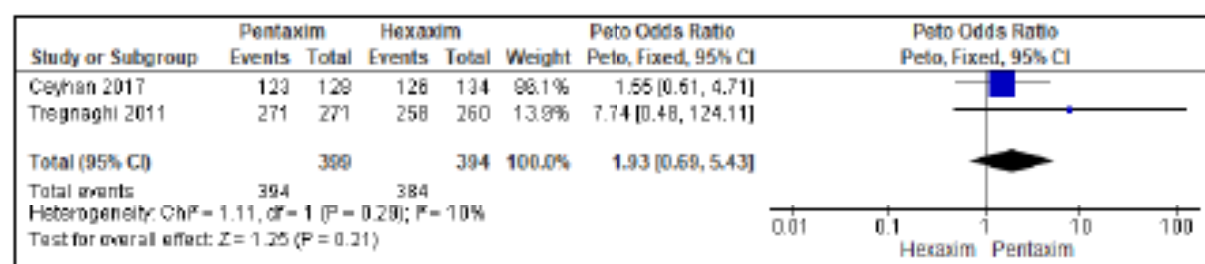 Pentaxim Hexaxim Peto Odds Ratio Peto Odds Ratio
Study or Subgroup Events Total Events Total Weight Peto, Fixed, 95% CI Peto, Fixed, 95% CI
Ceyhan 2017 123 128 126 134 86.1% 1.55 [0.51, 4.71]
Tregnaghi 2011 271 271 258 260 13.9% 7.74 [0.48, 124.11]
Total (95% CI) 399 394 100.0% 1.93 [0.69, 5.43]
Total events 394 384
Heterogeneity: Chi² = 1.11, df = 1 (P = 0.29); I² = 10%
Test for overall effect: Z = 1.25 (P = 0.21)
0.01 0.1 1 10 100
Hexaxim Pentaxim